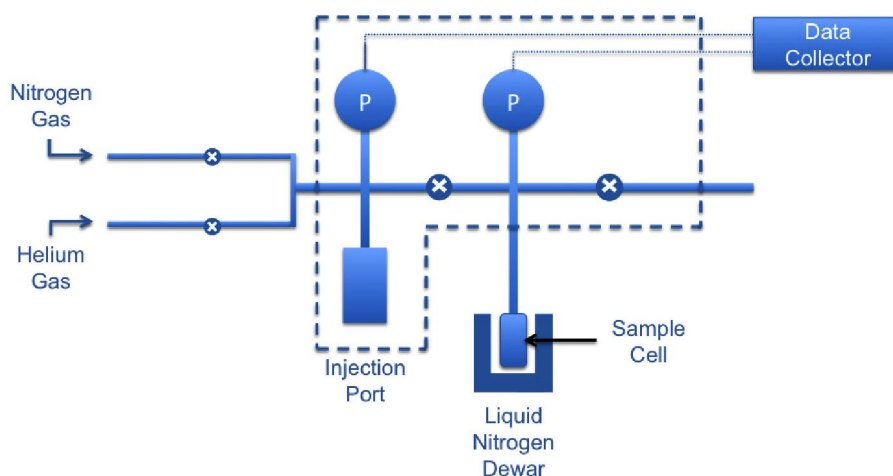 Data
Collector
Nitrogen
Gas
P
P
Helium
Gas
Sample
Cell
Injection
Port
Liquid
Nitrogen
Dewar